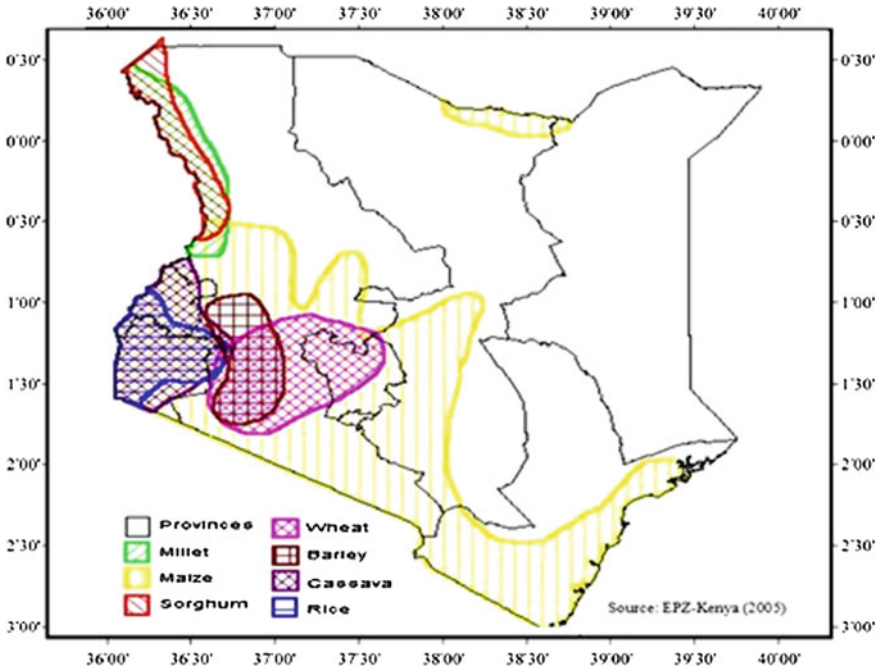 36°00' 36°30' 37°00' 37°30' 38°00' 38°30' 39°00' 39°30' 40°00'
0°30' 0°30'
0°00' 0°00'
0°30' 0°30'
1°00' 1°00'
1°30' 1°30'
2°00' 2°00'
Provinces Wheat
2°30' Millet Barley 2°30'
Maize Cassava
Sorghum Rice Source: EPZ-Kenya (2005)
3°00' 3°00'
36°00' 36°30' 37°00' 37°30' 38°00' 38°30' 39°00' 39°30' 40°00'